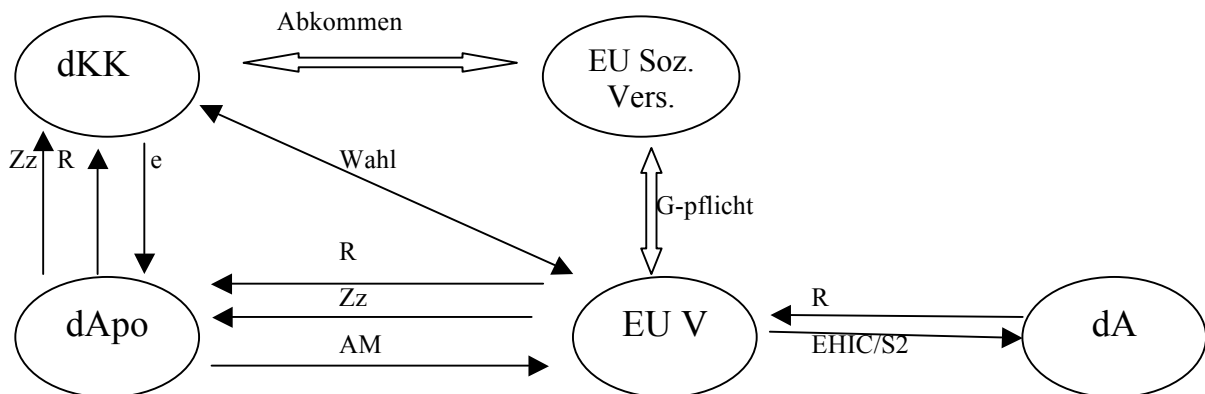 Abkommen
dKK
EU Soz.
Vers.
Zz R e
Wahl
G-pflicht
R
Zz
dApo
AM
EU V
R
EHIC/S2
dA